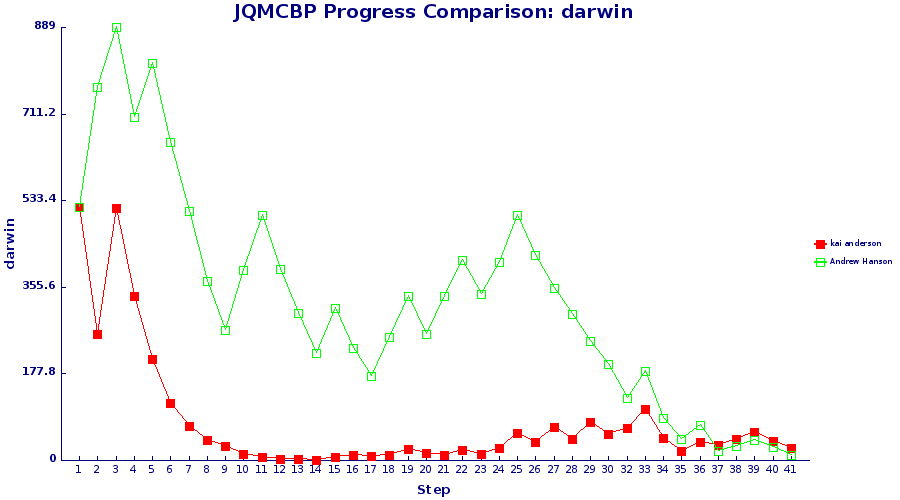 JQMCBP Progress Comparison: darwin
889
711.2
533.4
355.6
177.8
0
darwin
1 2 3 4 5 6 7 8 9 10 11 12 13 14 15 16 17 18 19 20 21 22 23 24 25 26 27 28 29 30 32 33 34 35 36 37 38 39 40 41
Step
kai anderson
Andrew Hanson